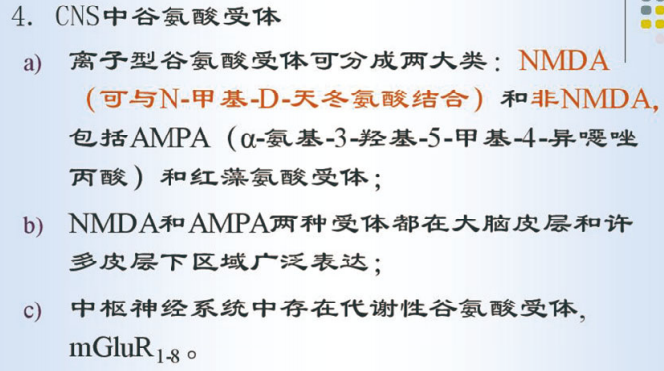 4. CNS中谷氨酸受体
a) 离子型谷氨酸受体可分成两大类：NMDA
（可与N-甲基-D-天冬氨酸结合）和非NMDA,
包括AMPA（α-氨基-3-羟基-5-甲基-4-异噁唑
丙酸）和红藻氨酸受体；
b) NMDA和AMPA两种受体都在大脑皮层和许
多皮层下区域广泛表达；
c) 中枢神经系统中存在代谢性谷氨酸受体,
mGluR₁₋₈。